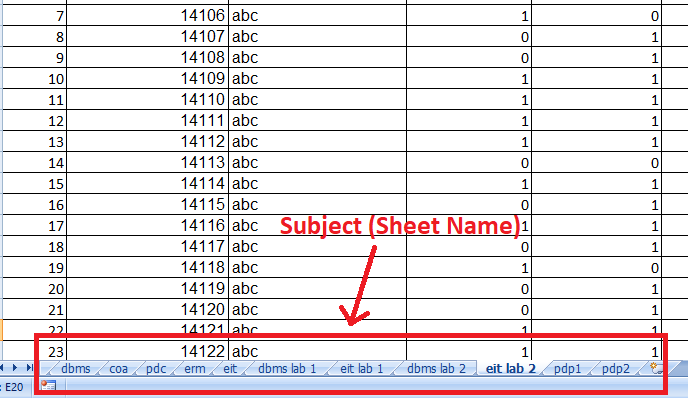 7 14106 abc 1 0
8 14107 abc 0 1
9 14108 abc 0 1
10 14109 abc 1 1
11 14110 abc 1 1
12 14111 abc 1 1
13 14112 abc 1 1
14 14113 abc 0 0
15 14114 abc 1 1
16 14115 abc 0 1
Subject (Sheet Name)
17 14116 abc 1 1
18 14117 abc 0 1
19 14118 abc 1 0
20 14119 abc 0 1
21 14120 abc 0 1
22 14121 abc 1 1
23 14122 abc 1 1
dbms coa pdc erm eit dbms lab 1 eit lab 1 dbms lab 2 eit lab 2 pdp1 pdp2
: E20